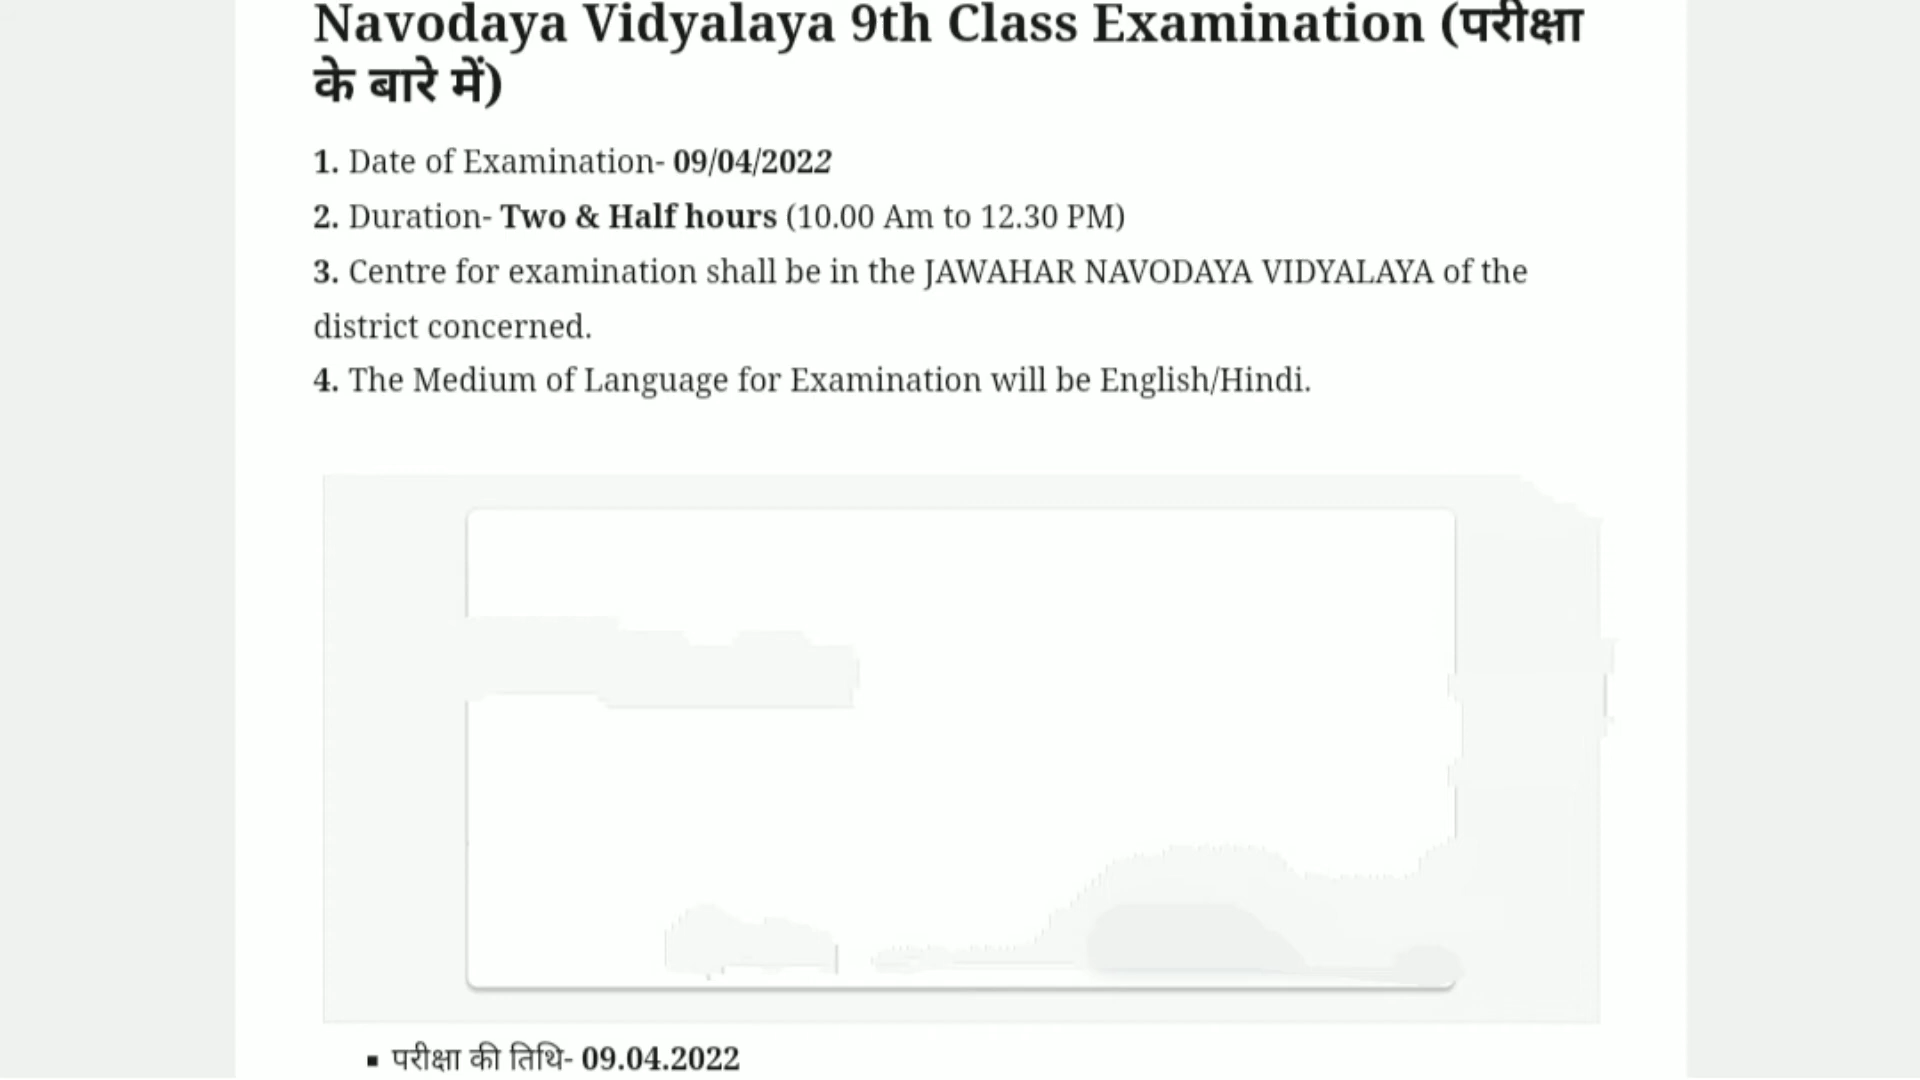 Navodaya Vidyalaya 9th Class Examination (परीक्षा
के बारे में)
1. Date of Examination- 09/04/2022
2. Duration- Two & Half hours (10.00 Am to 12.30 PM)
3. Centre for examination shall be in the JAWAHAR NAVODAYA VIDYALAYA of the
district concerned.
4. The Medium of Language for Examination will be English/Hindi.
▪ परीक्षा की तिथि- 09.04.2022